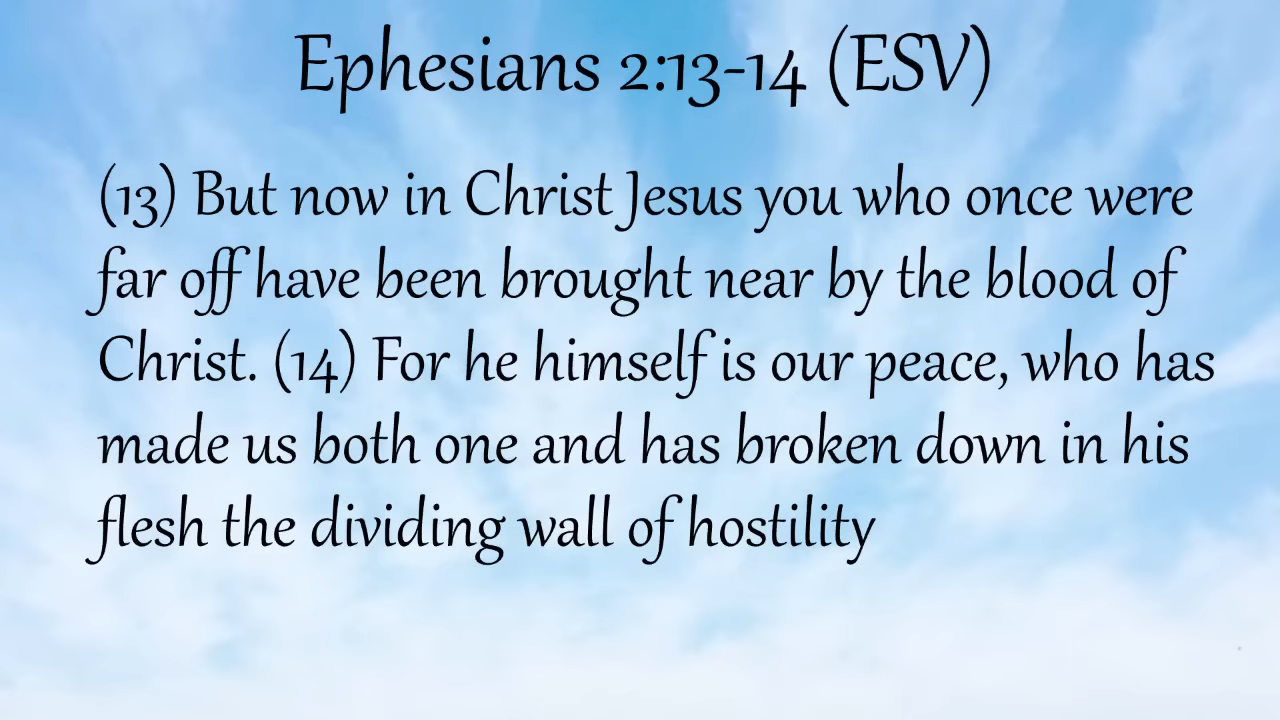 Ephesians 2:13-14 (ESV)
(13) But now in Christ Jesus you who once were
far off have been brought near by the blood of
Christ. (14) For he himself is our peace, who has
made us both one and has broken down in his
flesh the dividing wall of hostility